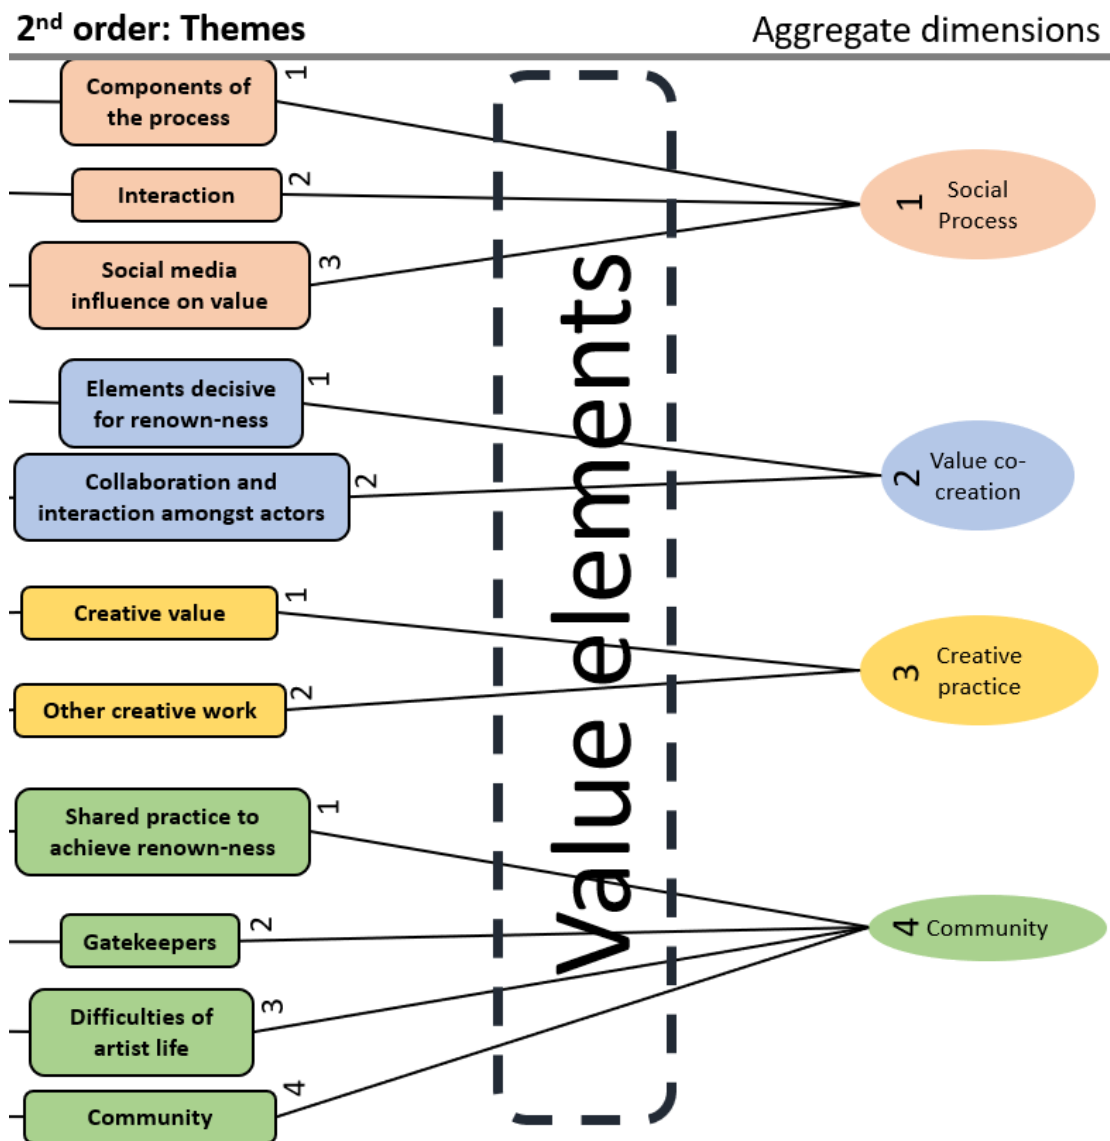 2nd order: Themes
Aggregate dimensions
Components of
the process
1
Interaction
2
Social media
influence on value
3
1
Social
Process
Elements decisive
for renown-ness
1
Collaboration and
interaction amongst actors
2
2
Value co-
creation
Creative value
1
Other creative work
2
3
Creative
practice
Shared practice to
achieve renown-ness
1
Gatekeepers
2
Difficulties of
artist life
3
Community
4
4
Community
Value elements